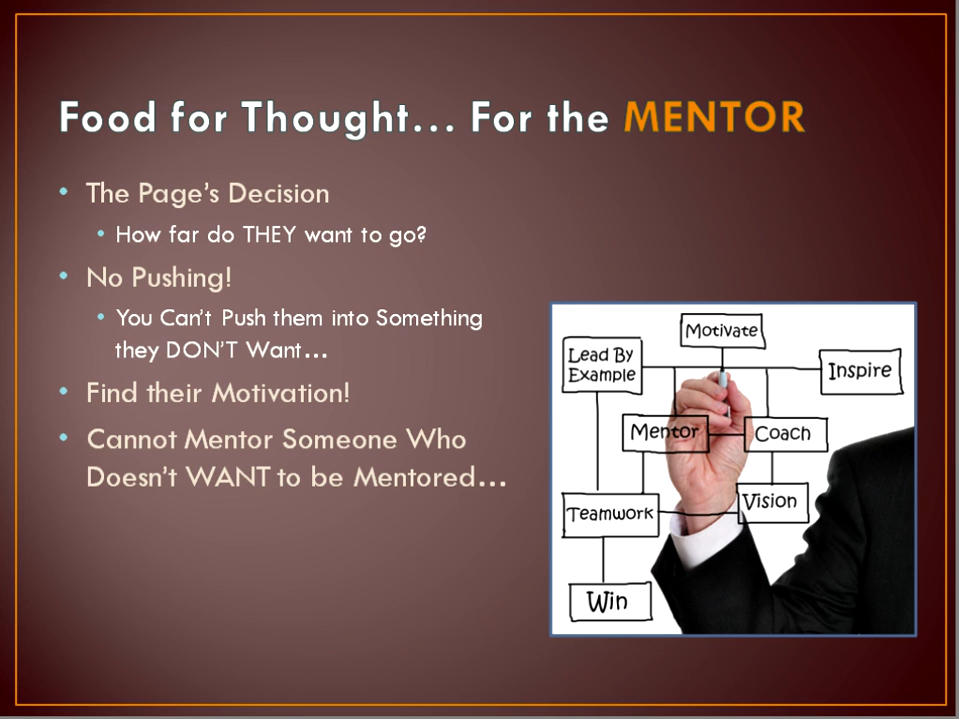 Food for Thought… For the MENTOR
• The Page’s Decision
• How far do THEY want to go?
• No Pushing!
• You Can’t Push them into Something
they DON’T Want…
• Find their Motivation!
• Cannot Mentor Someone Who
Doesn’t WANT to be Mentored…
Motivate
Lead By
Example
Inspire
Mentor
Coach
Vision
Teamwork
Win